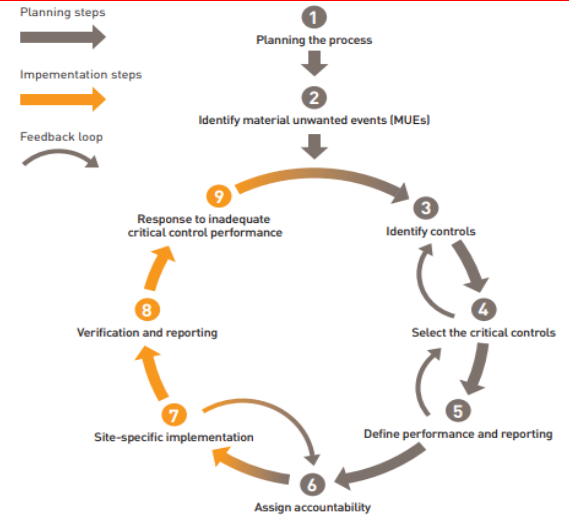 Planning steps
Impementation steps
Feedback loop
1
Planning the process
2
Identify material unwanted events (MUEs)
3
Identify controls
4
Select the critical controls
5
Define performance and reporting
6
Assign accountability
7
Site-specific implementation
8
Verification and reporting
9
Response to inadequate
critical control performance